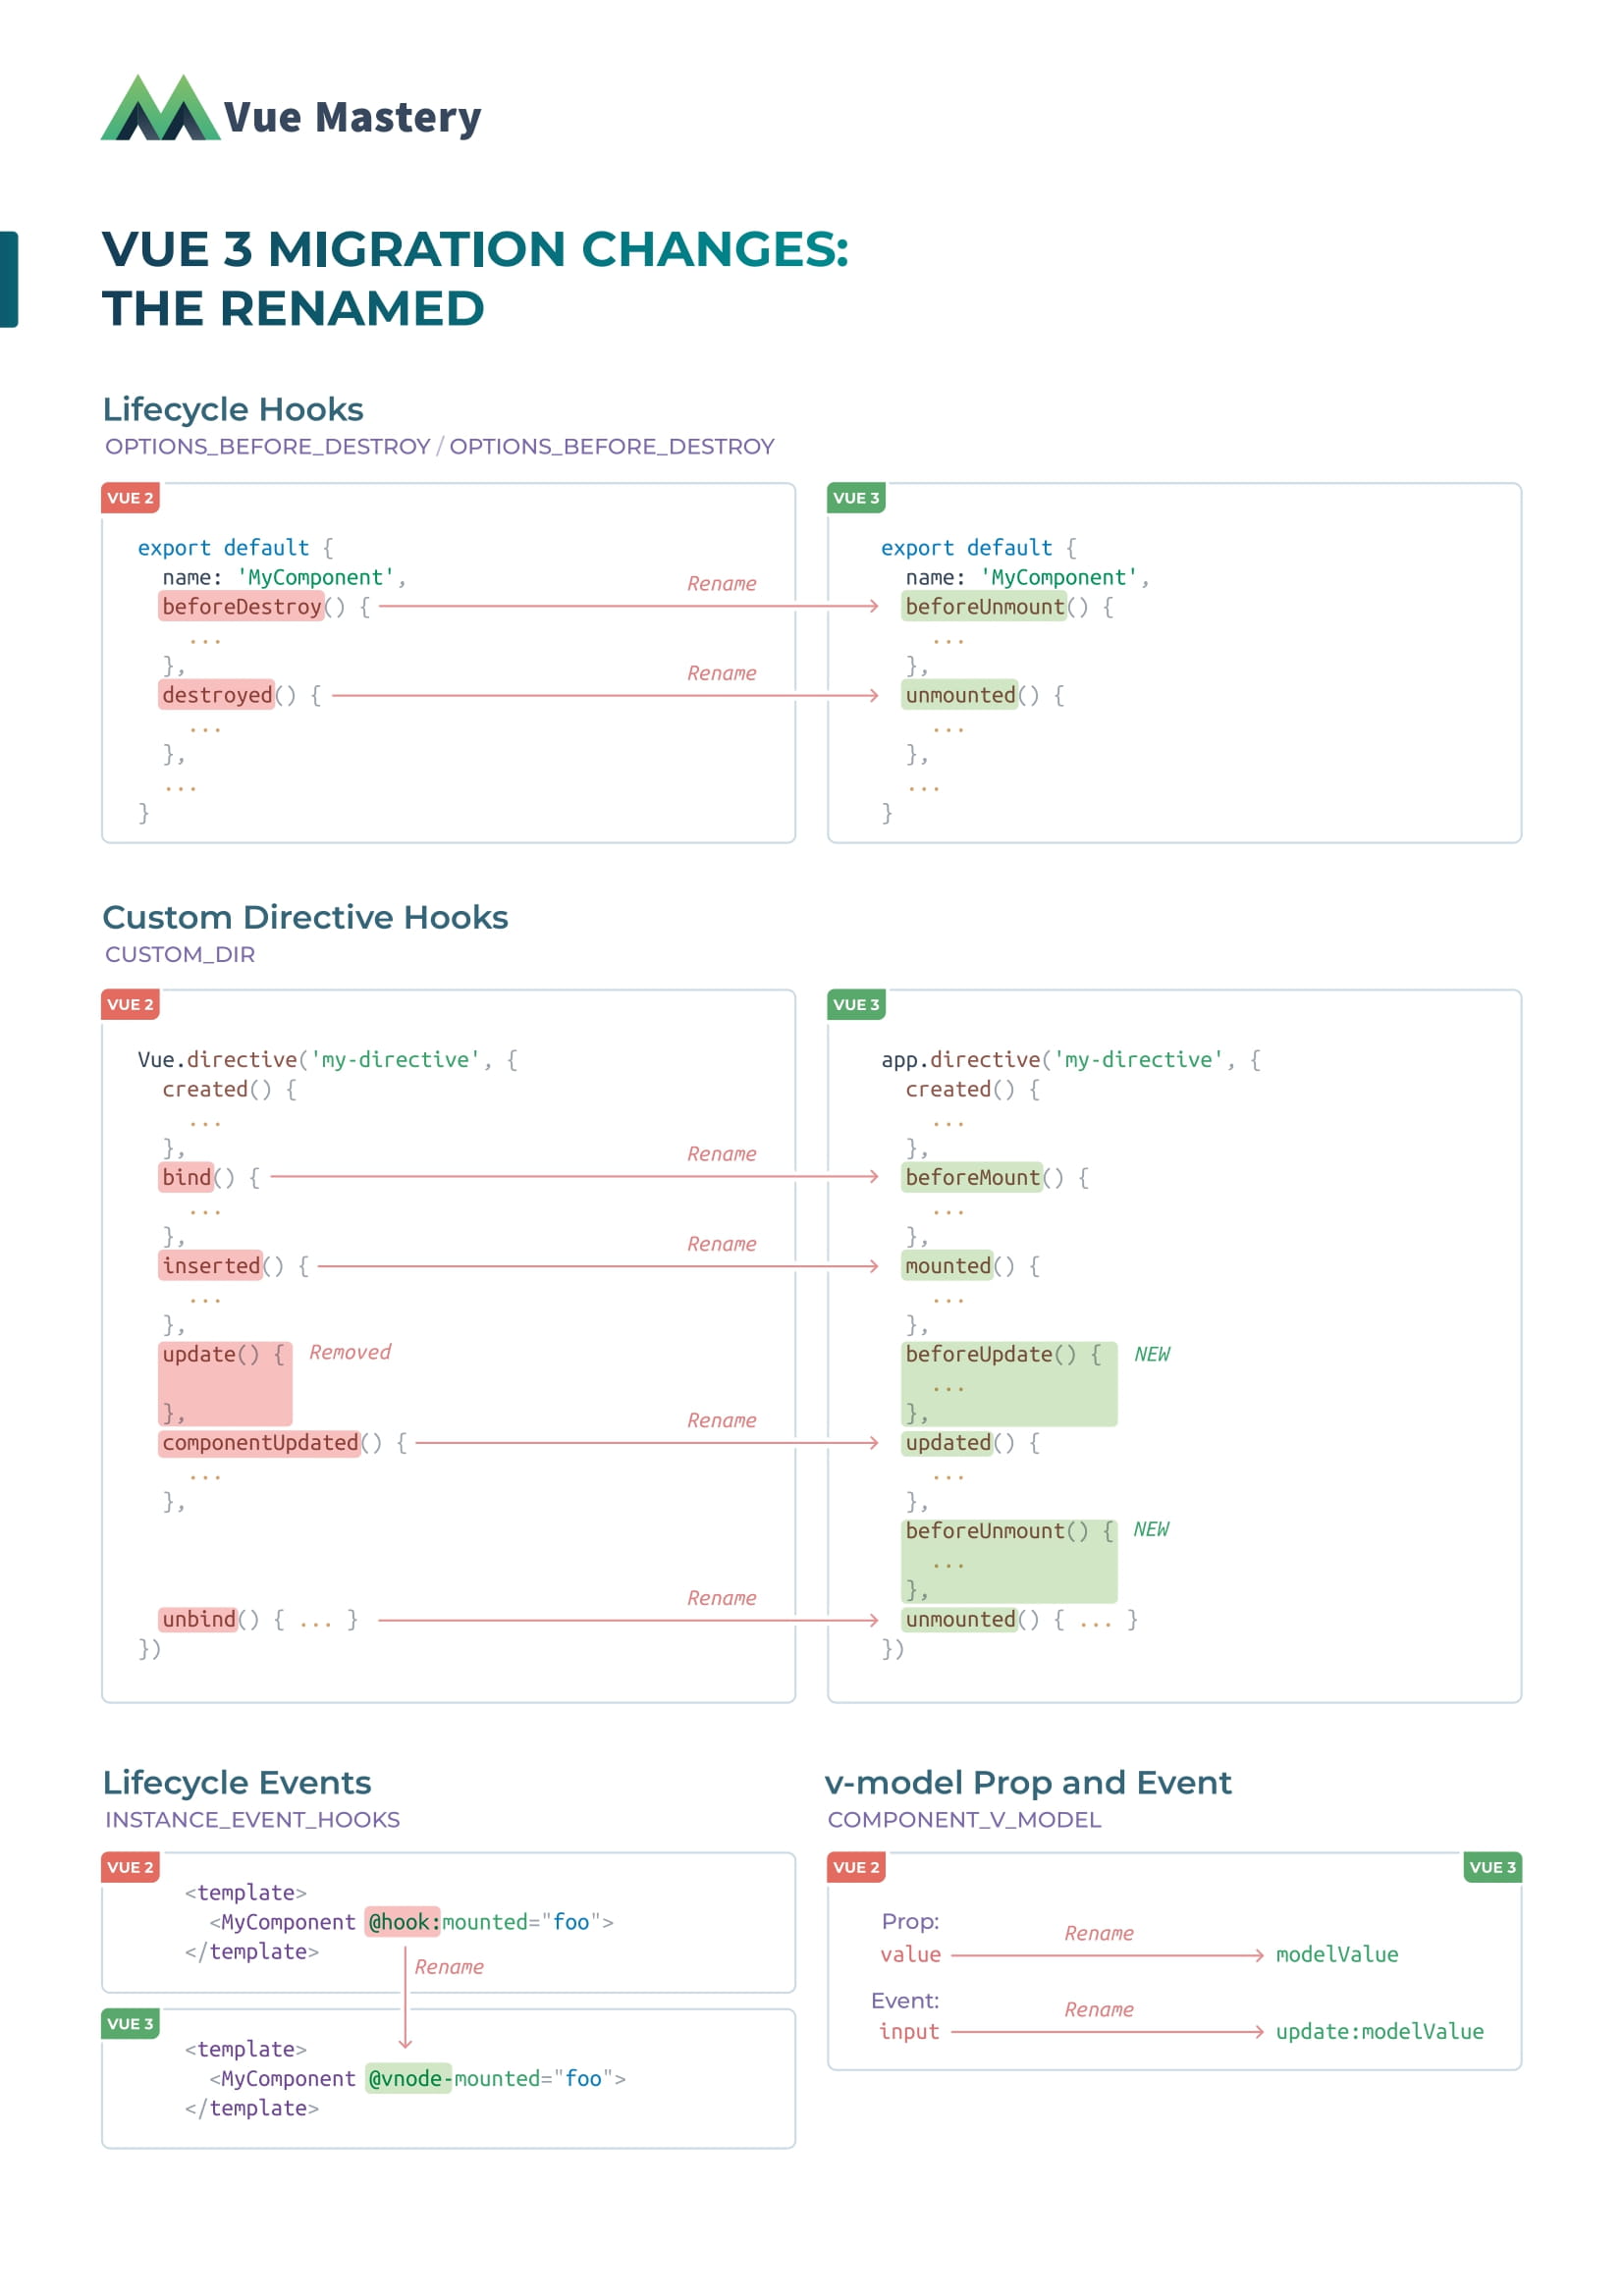 Vue Mastery
VUE 3 MIGRATION CHANGES:
THE RENAMED
Lifecycle Hooks
OPTIONS_BEFORE_DESTROY / OPTIONS_BEFORE_DESTROY
VUE 2
export default {
name: 'MyComponent',
beforeDestroy() {
...
},
destroyed() {
...
},
...
}
Rename
Rename
VUE 3
export default {
name: 'MyComponent',
beforeUnmount() {
...
},
unmounted() {
...
},
...
}
Custom Directive Hooks
CUSTOM_DIR
VUE 2
Vue.directive('my-directive', {
created() {
...
},
bind() {
...
},
inserted() {
...
},
update() { Removed
},
componentUpdated() {
...
},
unbind() { ... }
})
Rename
Rename
Rename
Rename
VUE 3
app.directive('my-directive', {
created() {
...
},
beforeMount() {
...
},
mounted() {
...
},
beforeUpdate() { NEW
...
},
updated() {
...
},
beforeUnmount() { NEW
...
},
unmounted() { ... }
})
Lifecycle Events
INSTANCE_EVENT_HOOKS
VUE 2
<template>
<MyComponent @hook:mounted="foo">
</template>
Rename
VUE 3
<template>
<MyComponent @vnode-mounted="foo">
</template>
v-model Prop and Event
COMPONENT_V_MODEL
VUE 2
VUE 3
Prop:
value Rename modelValue
Event:
input Rename update:modelValue